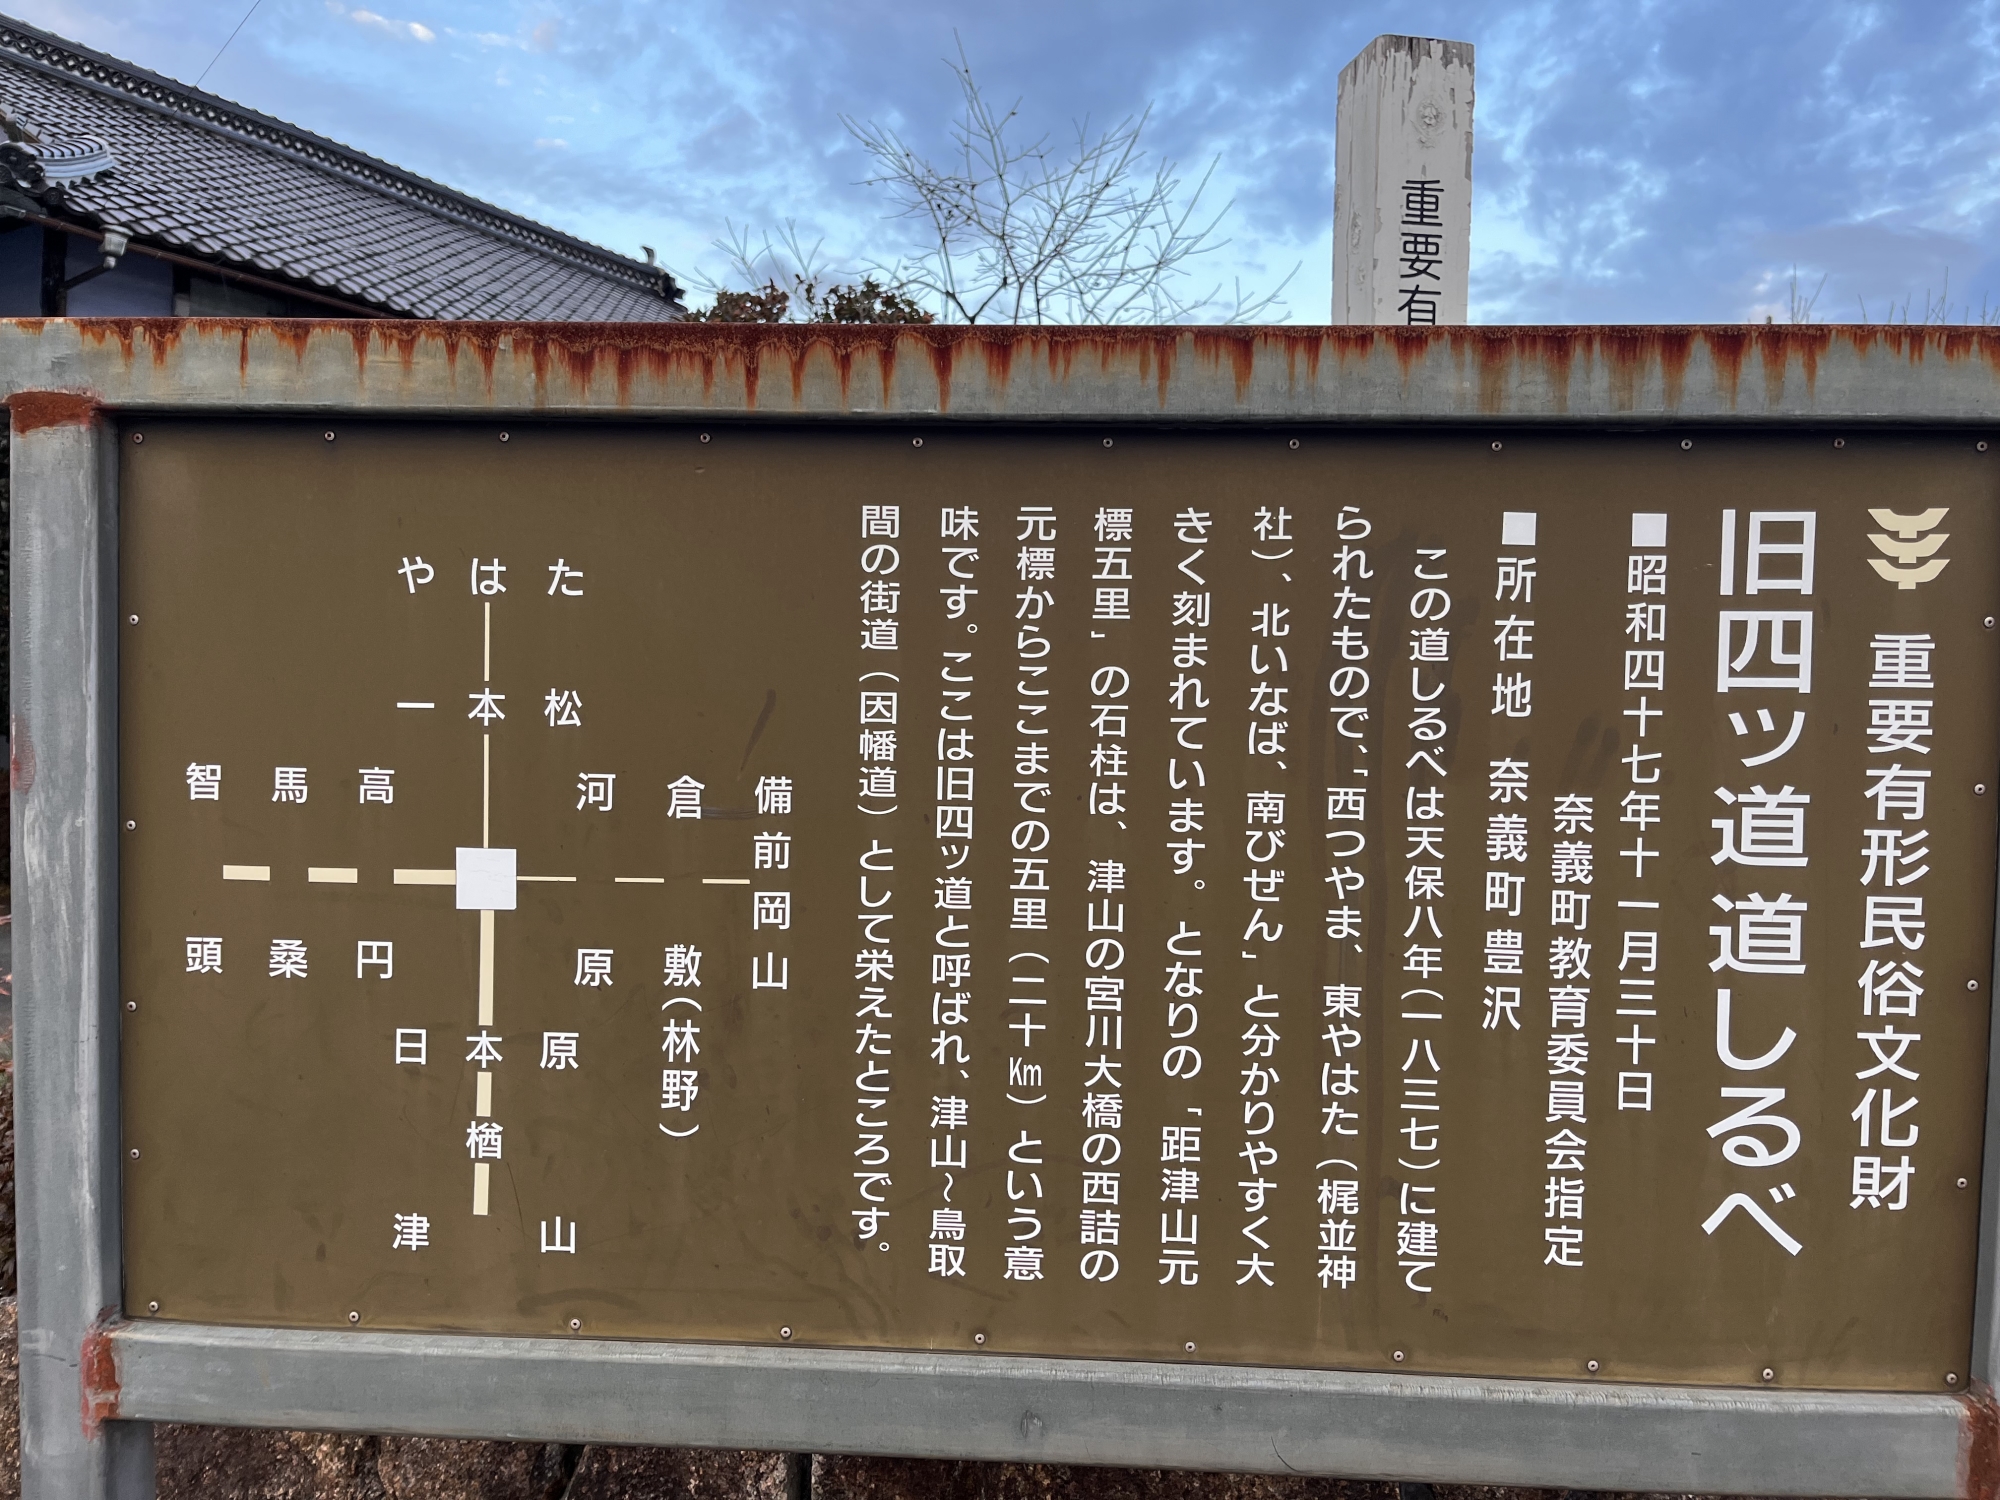 重要有
重要有形民俗文化財
旧四ツ道道しるべ
■昭和四十七年十一月三十日
奈義町教育委員会指定
■所在地 奈義町豊沢
この道しるべは天保八年(一八三七)に建て
られたもので、「西つやま、東やはた(梶並神
社)、北いなば、南びぜん」と分かりやすく大
きく刻まれています。となりの「距津山元
標五里」の石柱は、津山の宮川大橋の西詰の
元標からここまでの五里(二十㎞)という意
味です。ここは旧四ツ道と呼ばれ、津山~鳥取
間の街道(因幡道)として栄えたところです。
やはた
一本松
智頭
馬桑
高円
河原
倉敷(林野)
備前岡山
日本原
楢
津山